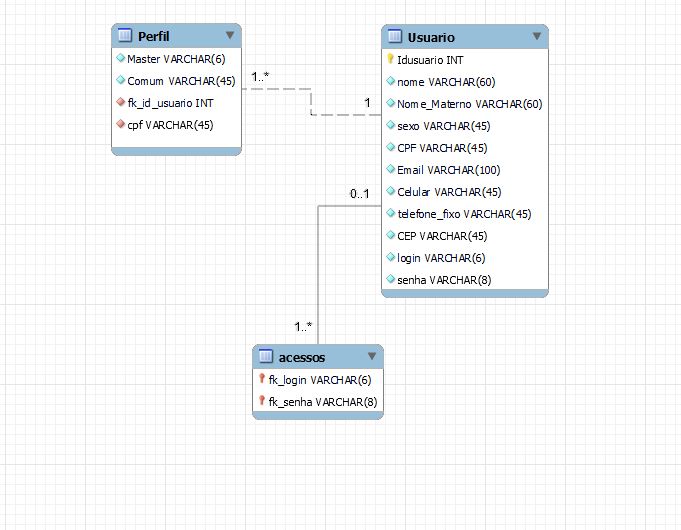 Perfil
Master VARCHAR(6)
Comum VARCHAR(45)
fk_id_usuario INT
cpf VARCHAR(45)
1..*
1
Usuario
Idusuario INT
nome VARCHAR(60)
Nome_Materno VARCHAR(60)
sexo VARCHAR(45)
CPF VARCHAR(45)
Email VARCHAR(100)
Celular VARCHAR(45)
telefone_fixo VARCHAR(45)
CEP VARCHAR(45)
login VARCHAR(6)
senha VARCHAR(8)
0..1
1..*
acessos
fk_login VARCHAR(6)
fk_senha VARCHAR(8)